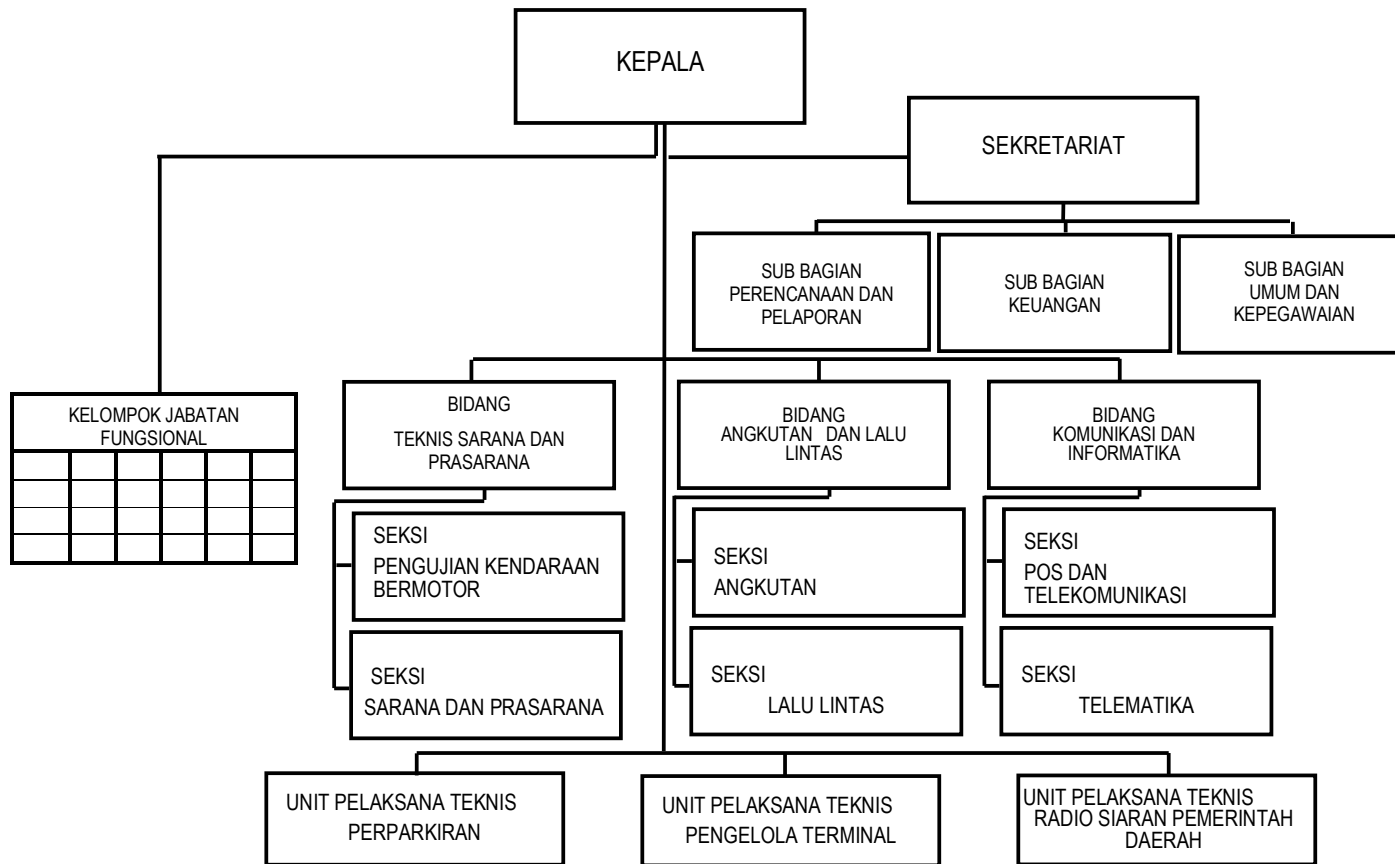 KEPALA
SEKRETARIAT
SUB BAGIAN
PERENCANAAN DAN
PELAPORAN
SUB BAGIAN
KEUANGAN
SUB BAGIAN
UMUM DAN
KEPEGAWAIAN
KELOMPOK JABATAN
FUNGSIONAL
BIDANG
TEKNIS SARANA DAN
PRASARANA
BIDANG
ANGKUTAN DAN LALU
LINTAS
BIDANG
KOMUNIKASI DAN
INFORMATIKA
SEKSI
PENGUJIAN KENDARAAN
BERMOTOR
SEKSI
ANGKUTAN
SEKSI
POS DAN
TELEKOMUNIKASI
SEKSI
SARANA DAN PRASARANA
SEKSI
LALU LINTAS
SEKSI
TELEMATIKA
UNIT PELAKSANA TEKNIS
PERPARKIRAN
UNIT PELAKSANA TEKNIS
PENGELOLA TERMINAL
UNIT PELAKSANA TEKNIS
RADIO SIARAN PEMERINTAH
DAERAH